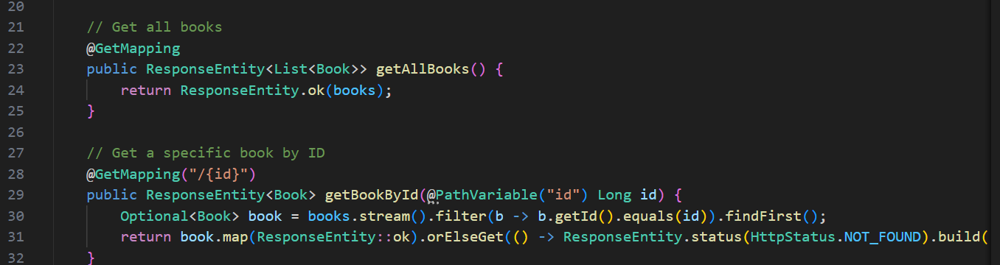 20
21 // Get all books
22 @GetMapping
23 public ResponseEntity<List<Book>> getAllBooks() {
24 return ResponseEntity.ok(books);
25 }
26
27 // Get a specific book by ID
28 @GetMapping("/{id}")
29 public ResponseEntity<Book> getBookById(@PathVariable("id") Long id) {
30 Optional<Book> book = books.stream().filter(b -> b.getId().equals(id)).findFirst();
31 return book.map(ResponseEntity::ok).orElseGet(() -> ResponseEntity.status(HttpStatus.NOT_FOUND).build(
32 }